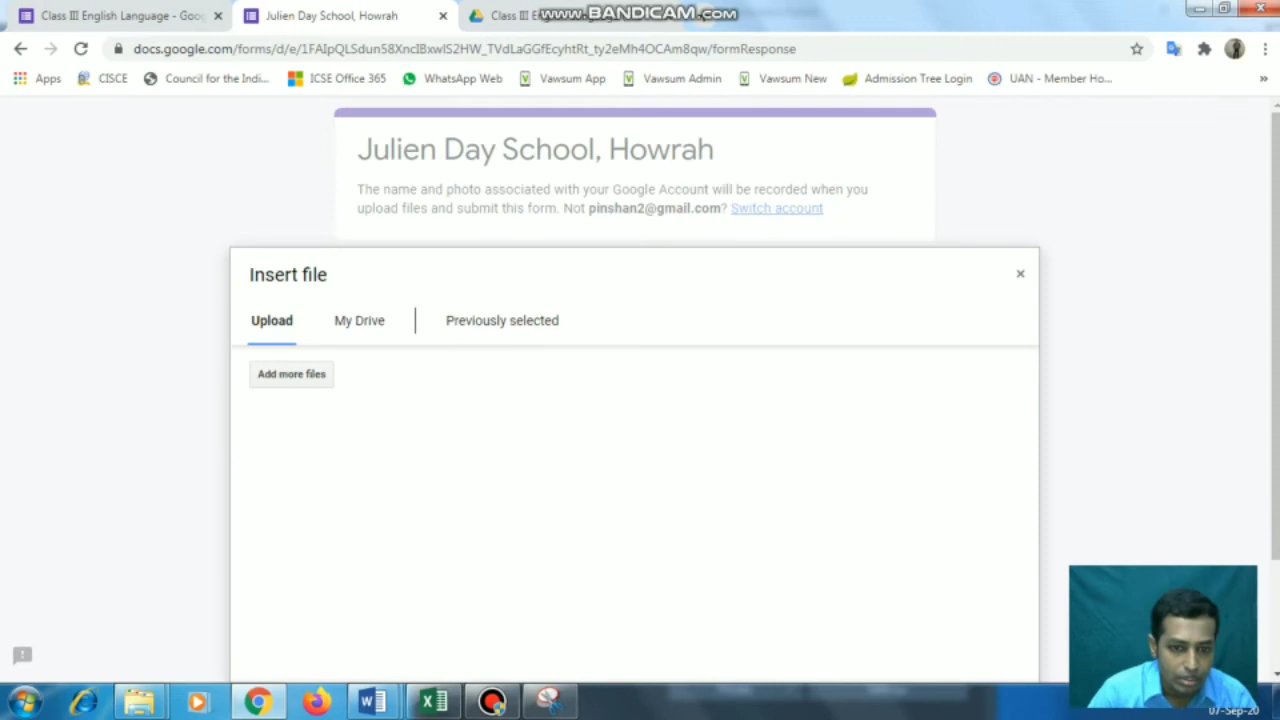 www.BANDICAM.com
Class III English Language - Goog
Julien Day School, Howrah
Class III E
docs.google.com/forms/d/e/1FAIpQLSdun58XncIBxwlS2HW_TVdLaGGfEcyhtRt_ty2eMh4OCAm8qw/formResponse
Apps
CISCE
Council for the Indi...
ICSE Office 365
WhatsApp Web
Vawsum App
Vawsum Admin
Vawsum New
Admission Tree Login
UAN - Member Ho...
»
Julien Day School, Howrah
The name and photo associated with your Google Account will be recorded when you
upload files and submit this form. Not pinshan2@gmail.com? Switch account
Insert file
Upload
My Drive
Previously selected
Add more files
07-Sep-20